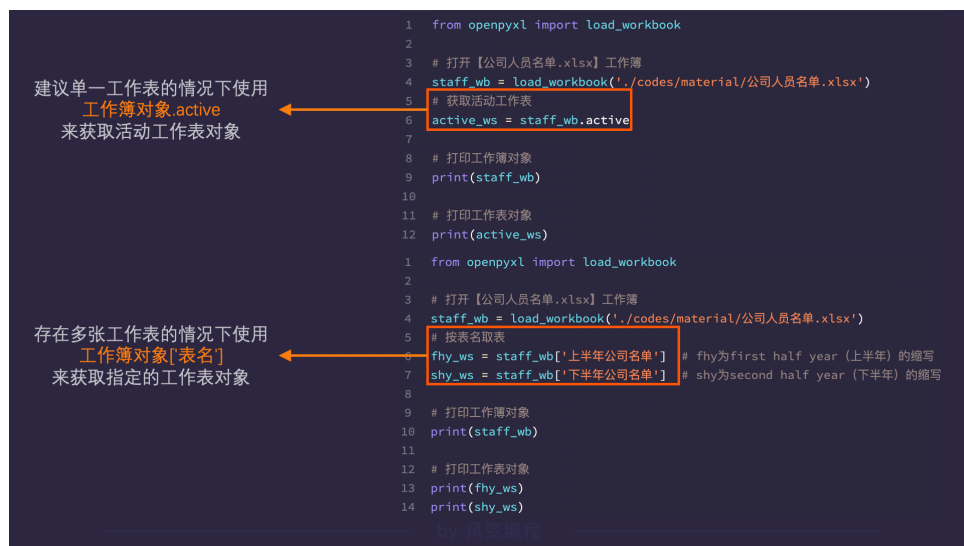 建议单一工作表的情况下使用
工作簿对象.active
来获取活动工作表对象
1 from openpyxl import load_workbook
2
3 # 打开【公司人员名单.xlsx】工作簿
4 staff_wb = load_workbook('./codes/material/公司人员名单.xlsx')
5 # 获取活动工作表
6 active_ws = staff_wb.active
7
8 # 打印工作簿对象
9 print(staff_wb)
10
11 # 打印工作表对象
12 print(active_ws)
存在多张工作表的情况下使用
工作簿对象['表名']
来获取指定的工作表对象
1 from openpyxl import load_workbook
2
3 # 打开【公司人员名单.xlsx】工作簿
4 staff_wb = load_workbook('./codes/material/公司人员名单.xlsx')
5 # 按表名取表
6 fhy_ws = staff_wb['上半年公司名单'] # fhy为first half year（上半年）的缩写
7 shy_ws = staff_wb['下半年公司名单'] # shy为second half year（下半年）的缩写
8
9 # 打印工作簿对象
10 print(staff_wb)
11
12 # 打印工作表对象
13 print(fhy_ws)
14 print(shy_ws)
by 风变编程